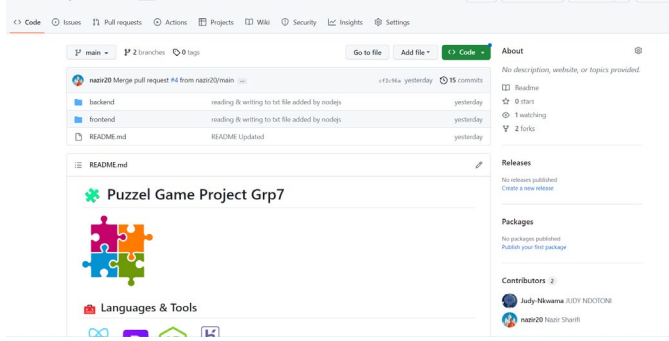 Code Issues Pull requests Actions Projects Wiki Security Insights Settings
main 2 branches 0 tags Go to file Add file Code
nazir20 Merge pull request #4 from nazir20/main ... yesterday 15 commits
backend reading & writing to txt file added by nodejs yesterday
frontend reading & writing to txt file added by nodejs yesterday
README.md README Updated yesterday
README.md
Puzzel Game Project Grp7
Languages & Tools
About
No description, website, or topics provided.
Readme
0 stars
1 watching
2 forks
Releases
No releases published
Create a new release
Packages
No packages published
Publish your first package
Contributors 2
Judy-Nkwama JUDY NDOTONI
nazir20 Nazir Sharifi